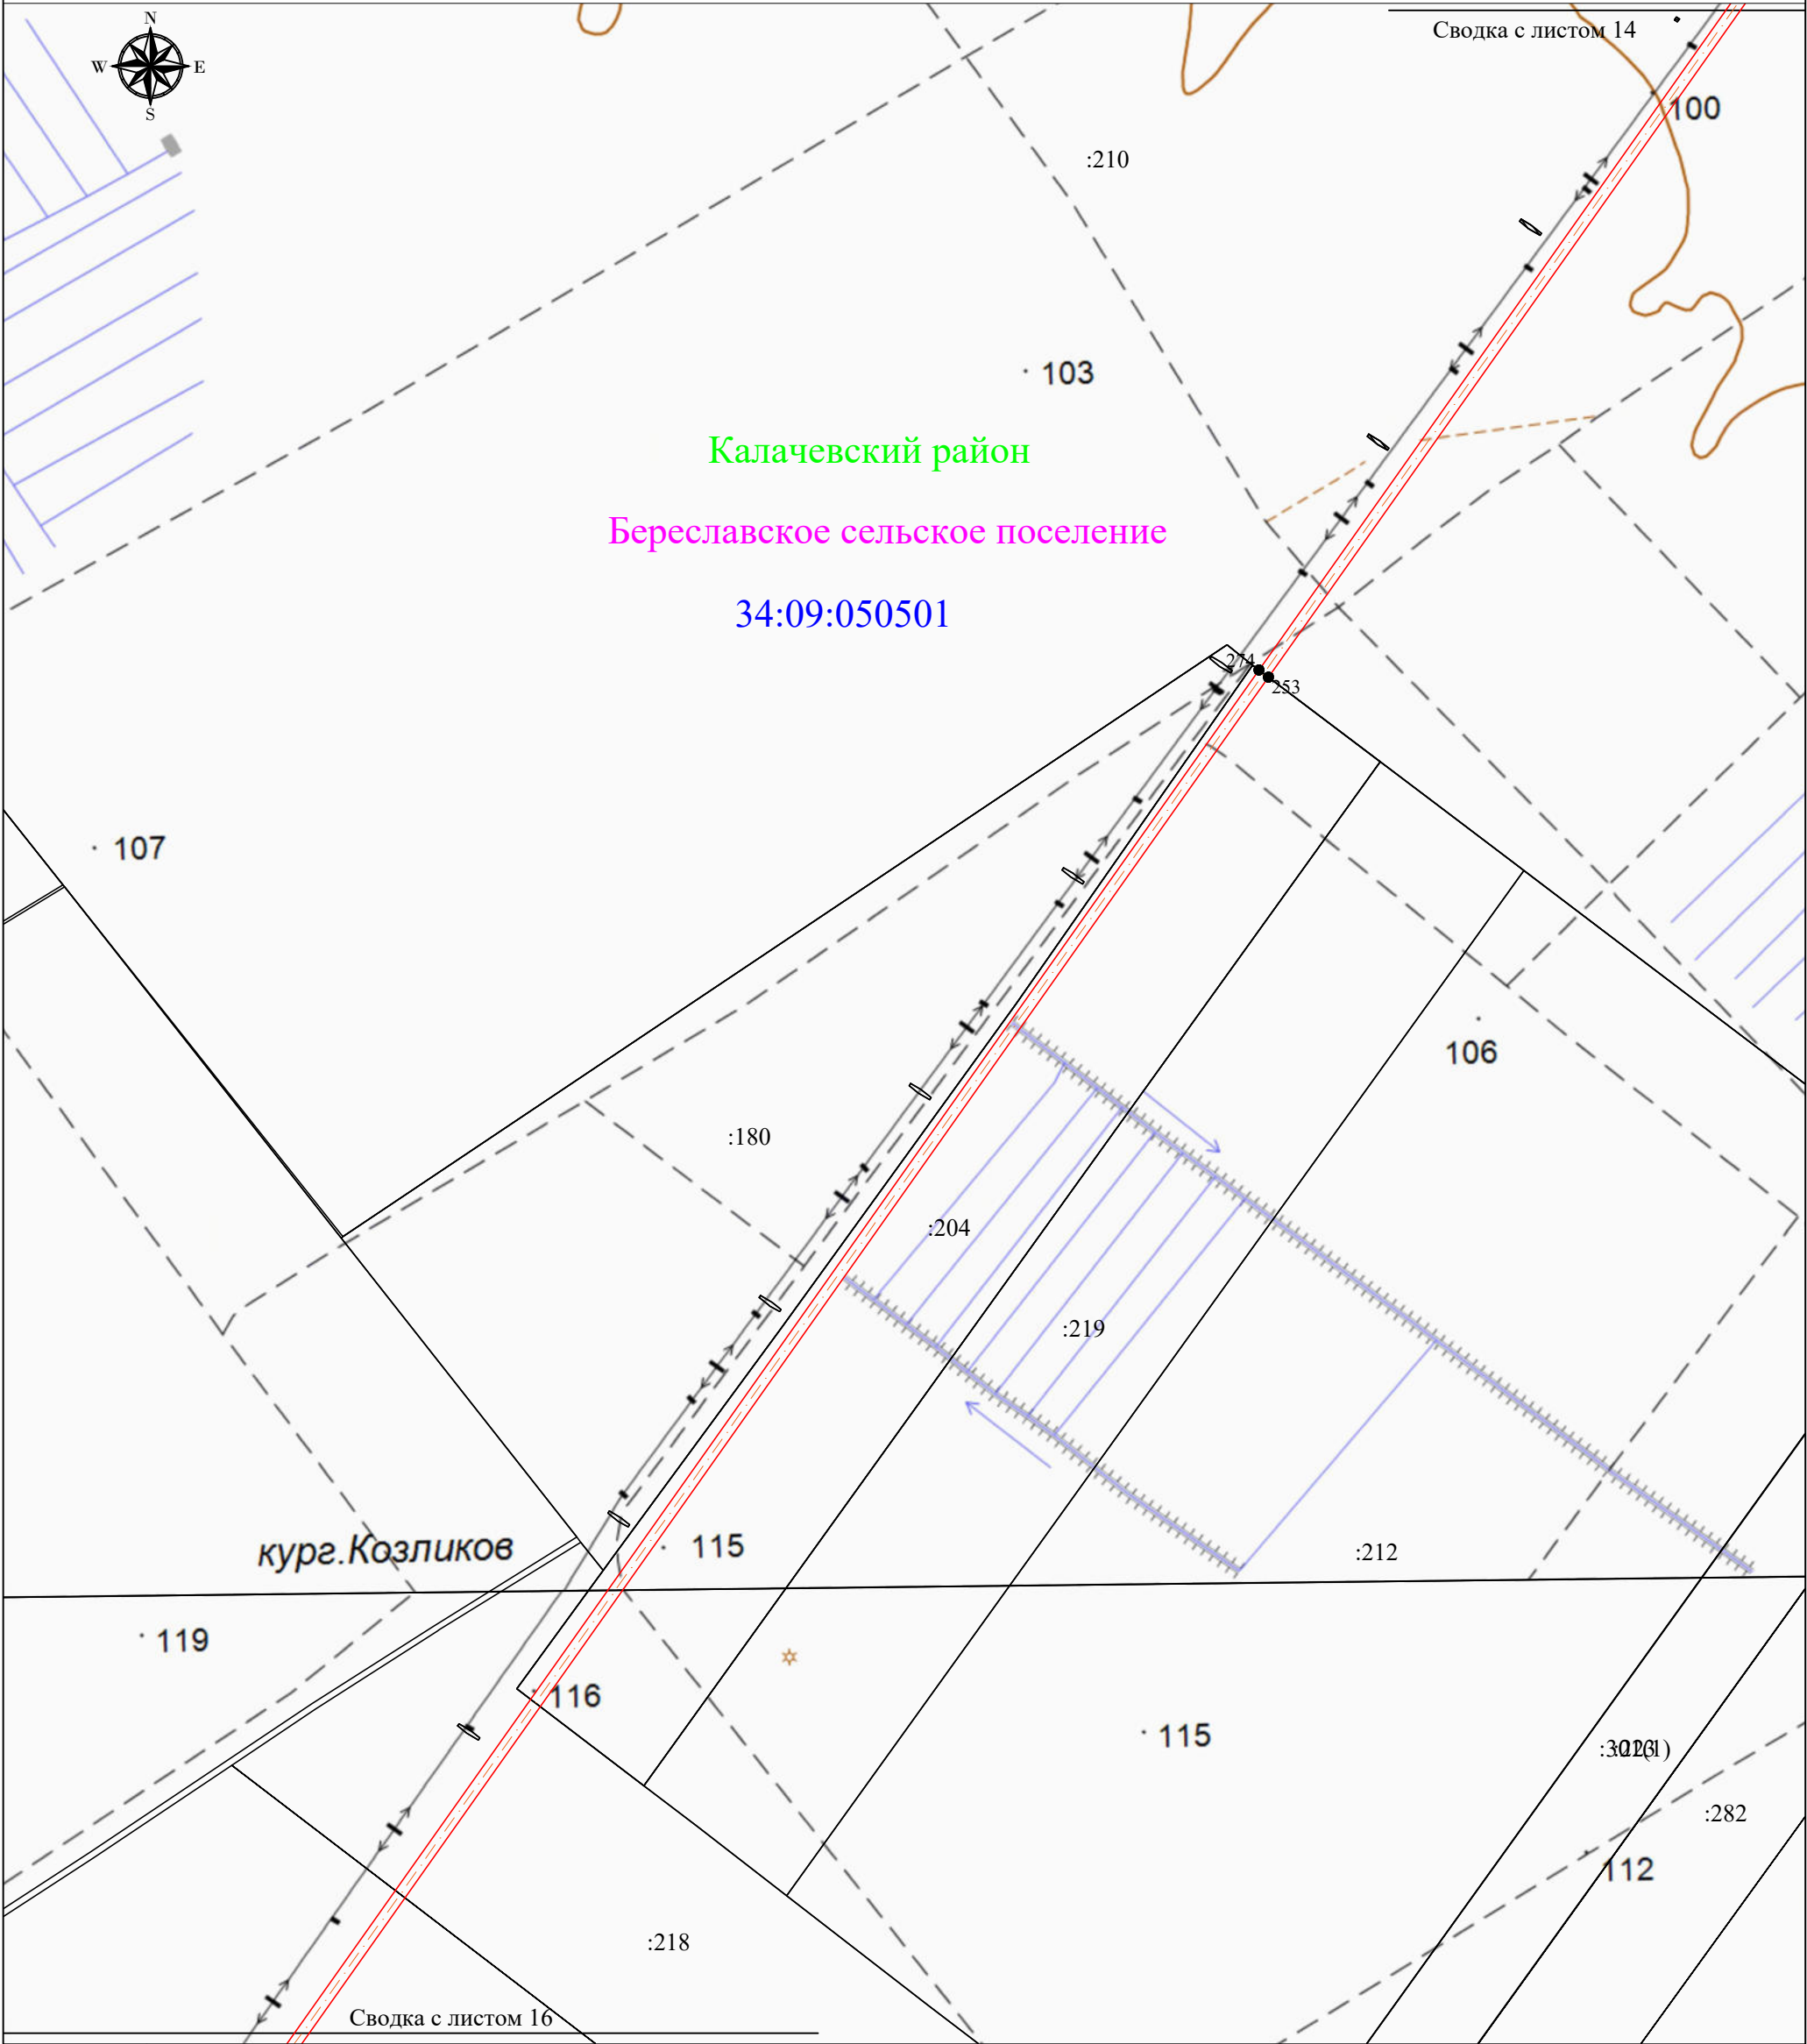 Сводка с листом 14
N
W E
S
100
:210
103
Калачевский район
Береславское сельское поселение
34:09:050501
274
253
107
106
:180
:204
:219
кург.Козликов
115
:212
119
116
115
:282
112
:218
Сводка с листом 16